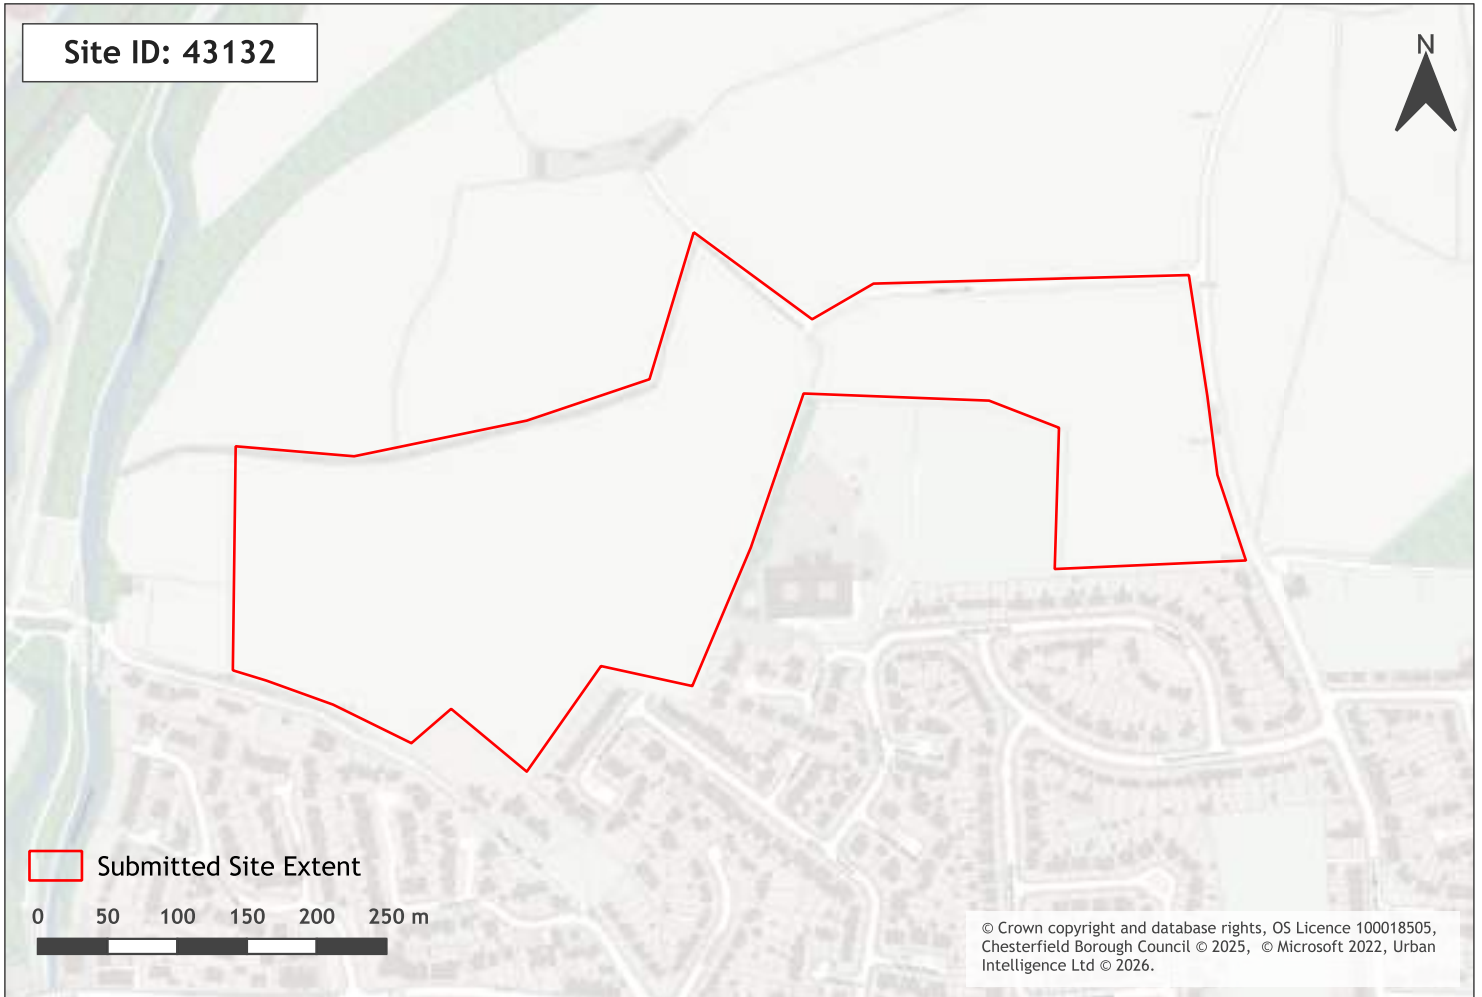 Site ID: 43132
N
Submitted Site Extent
0 50 100 150 200 250 m
© Crown copyright and database rights, OS Licence 100018505,
Chesterfield Borough Council © 2025, © Microsoft 2022, Urban
Intelligence Ltd © 2026.